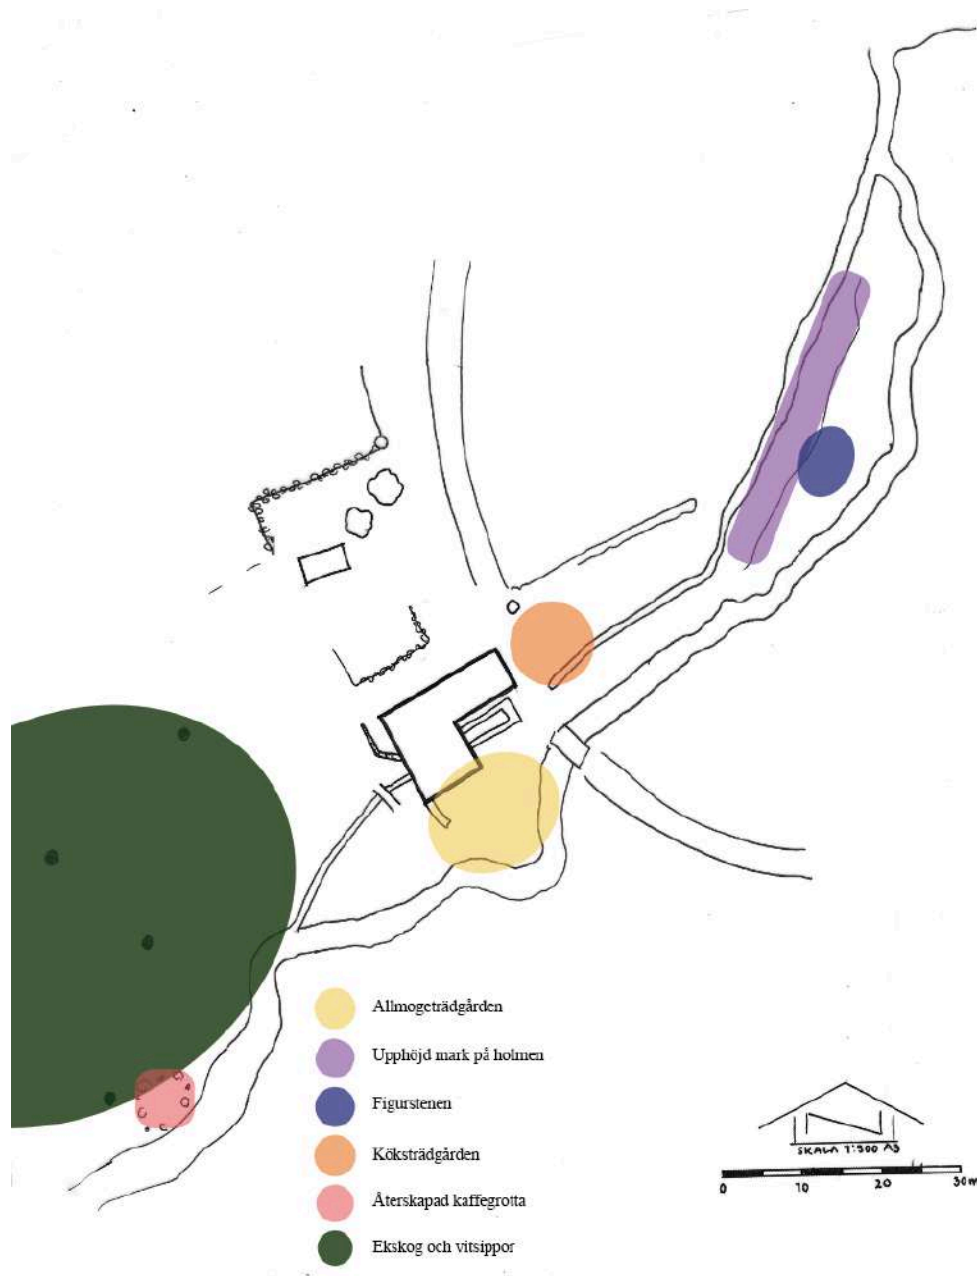 Allmogeträdgården
Upphöjd mark på holmen
Figurstenen
Köksträdgården
Återskapad kaffegrotta
Ekskog och vitsippor
SKALA 1:500 A3
0 10 20 30m